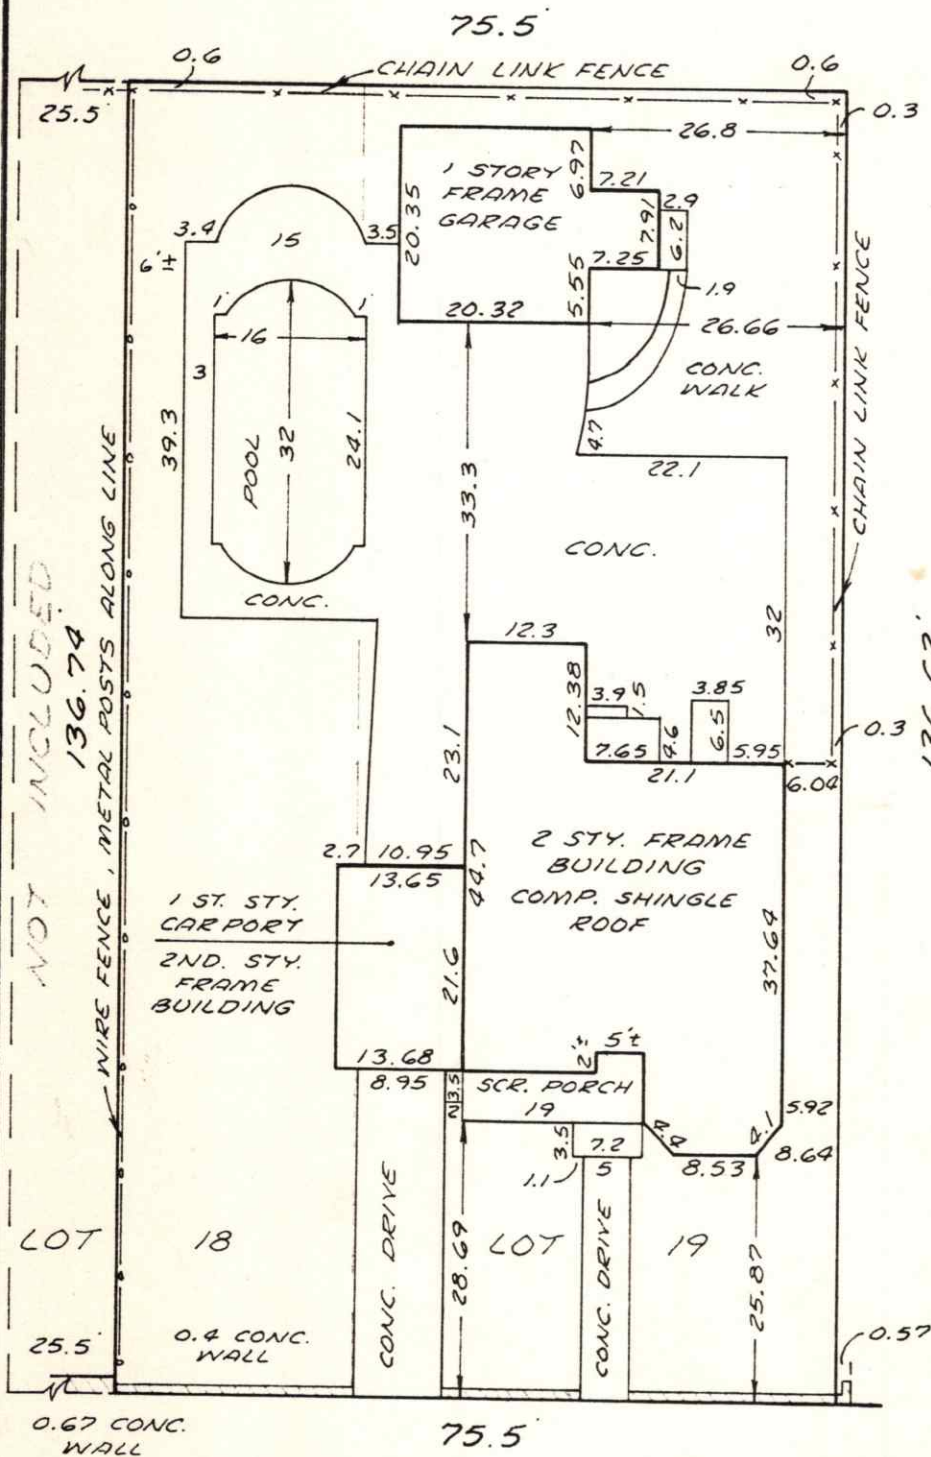 75.5'
0.6
CHAIN LINK FENCE
0.6
25.5'
0.3
26.8
1 STORY
FRAME
GARAGE
6.97
7.21
2.9
7.91
6.2
20.35
3.4
15
3.5
6'±
7.25
5.55
1.9
1'
1'
20.32
26.66
16
CONC.
WALK
CHAIN LINK FENCE
3
39.3
POOL
32
24.1
4.7
22.1
33.3
CONC.
CONC.
32
12.3
12.38
3.9
1.5
3.85
7.65
4.6
6.5
5.95
21.1
0.3
6.04
NOT INCLUDED
136.74
WIRE FENCE, METAL POSTS ALONG LINE
23.1
2.7
10.95
13.65
44.7
2 STY. FRAME
BUILDING
COMP. SHINGLE
ROOF
1 ST. STY.
CARPORT
2ND. STY.
FRAME
BUILDING
21.6
37.64
13.68
8.95
2'±
5'±
3.5
2
SCR. PORCH
19
3.5
7.2
1.1
5
4.4
8.53
4.1
5.92
8.64
LOT
18
CONC. DRIVE
28.69
LOT
CONC. DRIVE
19
25.87
25.5'
0.4 CONC.
WALL
0.57
0.67 CONC.
WALL
75.5'